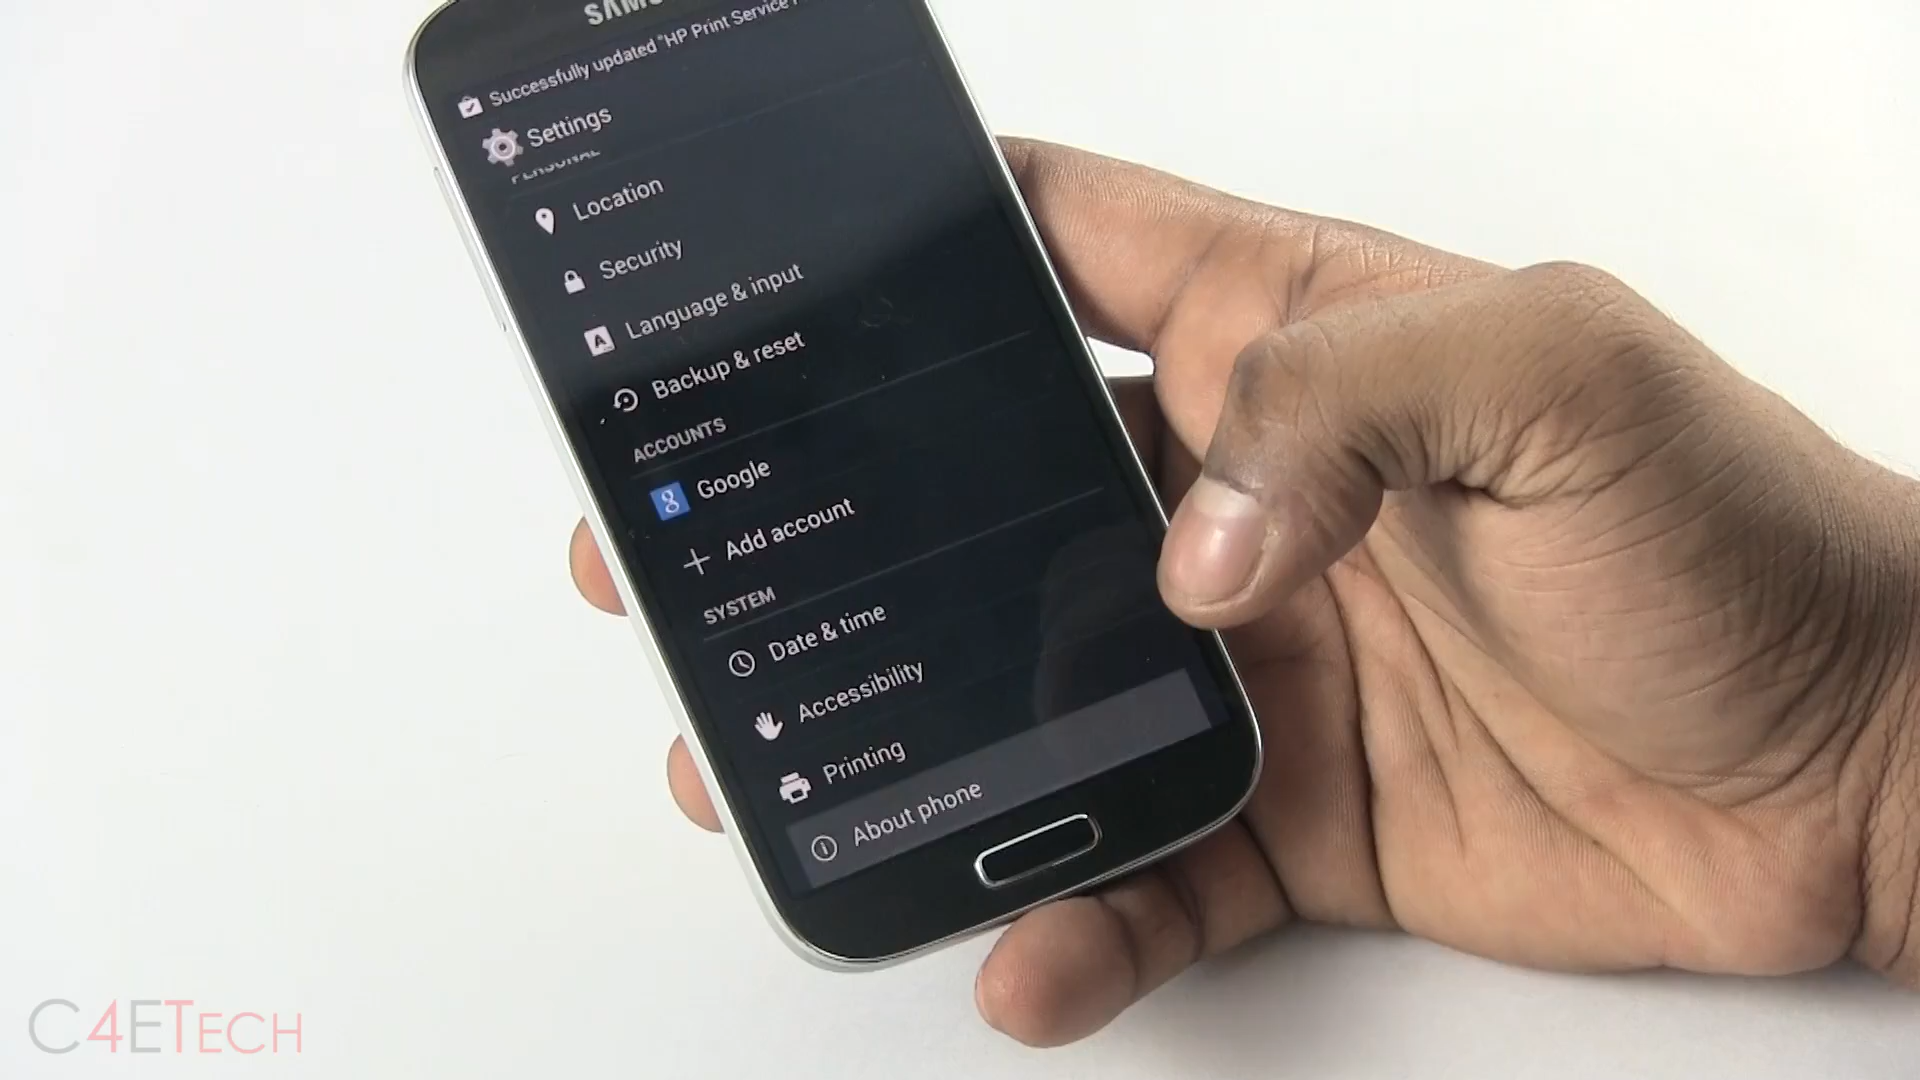 Successfully updated "HP Print Service
Settings
PERSONAL
Location
Security
Language & input
Backup & reset
ACCOUNTS
Google
Add account
SYSTEM
Date & time
Accessibility
Printing
About phone
C4ETECH